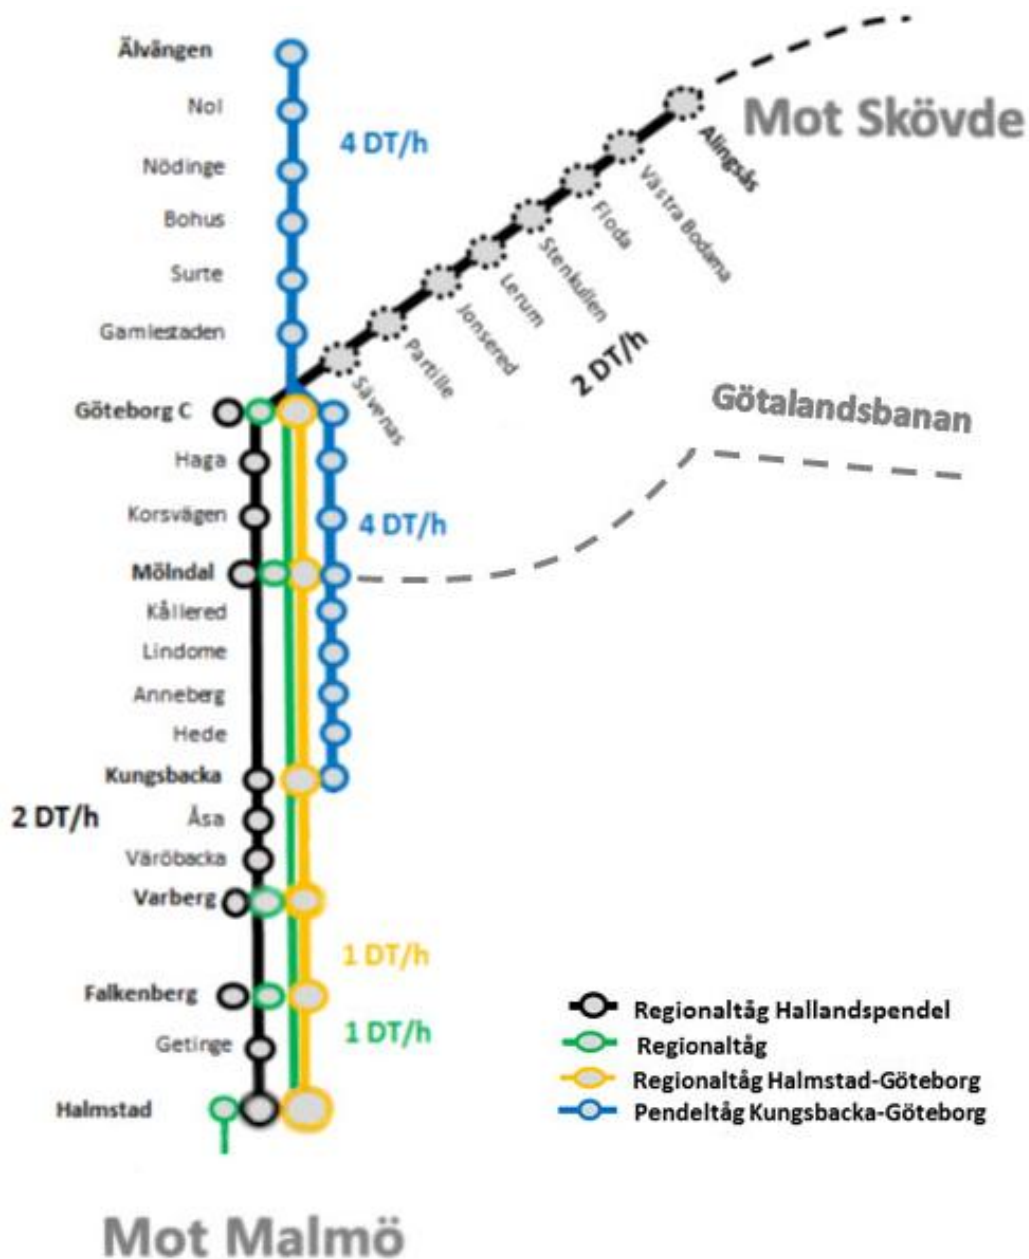 Älvängen
Nol
4 DT/h
Nödinge
Bohus
Surte
Gamlestaden
Mot Skövde
Alingsås
Västra Bodarna
Floda
Stenkullen
Lerum
Jonsered
Partille
Sävenäs
2 DT/h
Götalandsbanan
Göteborg C
Haga
Korsvägen
4 DT/h
Mölndal
Kållered
Lindome
Anneberg
Hede
Kungsbacka
2 DT/h
Åsa
Väröbacka
Varberg
1 DT/h
Falkenberg
1 DT/h
Getinge
Halmstad
Regionaltåg Hallandspendel
Regionaltåg
Regionaltåg Halmstad-Göteborg
Pendeltåg Kungsbacka-Göteborg
Mot Malmö